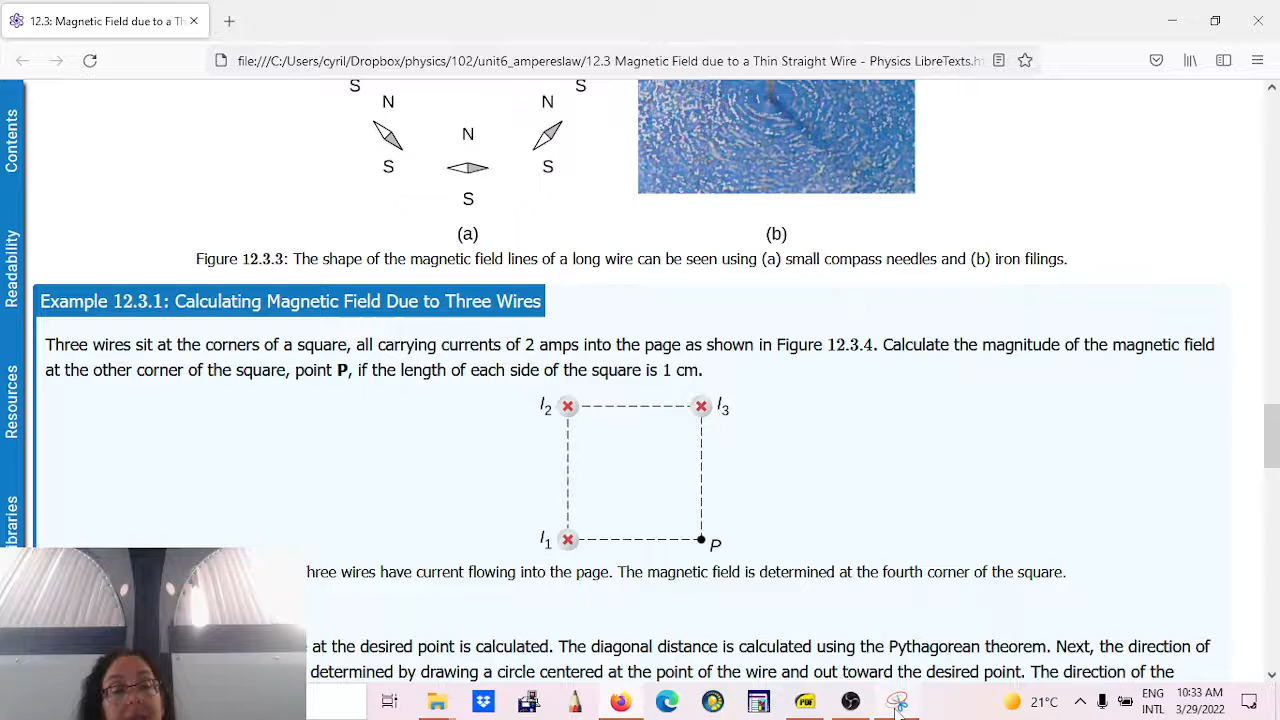 12.3: Magnetic Field due to a Th
file:///C:/Users/cyril/Dropbox/physics/102/unit6_ampereslaw/12.3 Magnetic Field due to a Thin Straight Wire - Physics LibreTexts.h
Contents
Readability
Resources
ibraries
S
S
N
N
N
S
S
S
(a)
(b)
Figure 12.3.3: The shape of the magnetic field lines of a long wire can be seen using (a) small compass needles and (b) iron filings.
Example 12.3.1: Calculating Magnetic Field Due to Three Wires
Three wires sit at the corners of a square, all carrying currents of 2 amps into the page as shown in Figure 12.3.4. Calculate the magnitude of the magnetic field
at the other corner of the square, point P, if the length of each side of the square is 1 cm.
I2
I3
I1
P
hree wires have current flowing into the page. The magnetic field is determined at the fourth corner of the square.
at the desired point is calculated. The diagonal distance is calculated using the Pythagorean theorem. Next, the direction of
determined by drawing a circle centered at the point of the wire and out toward the desired point. The direction of the
PDF
21°C
ENG
INTL
10:33 AM
3/29/2022